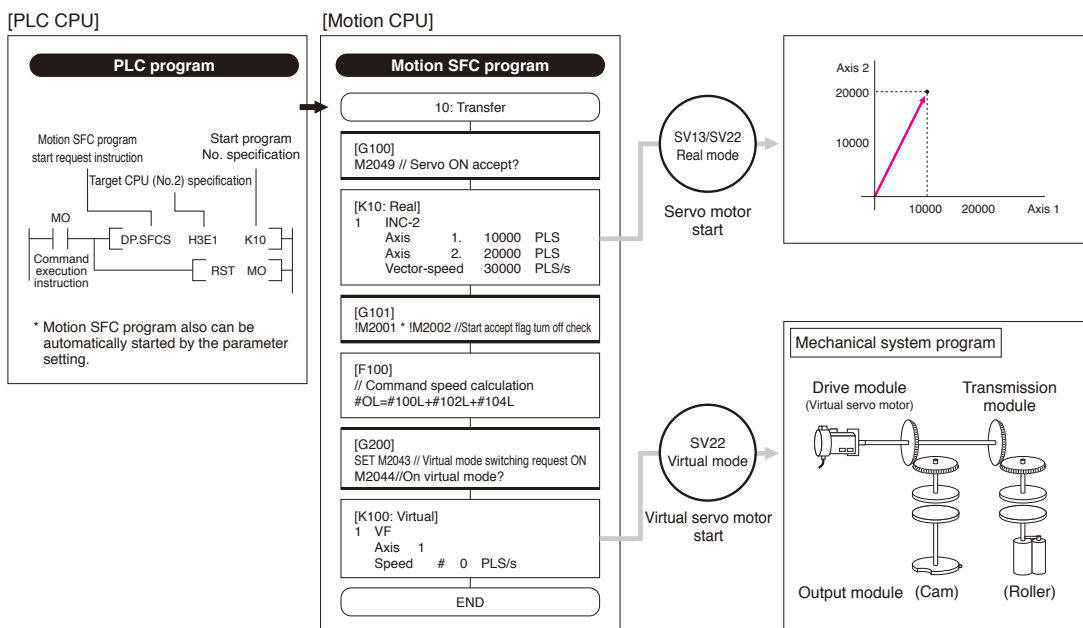 [PLC CPU]
PLC program
Motion SFC program
start request instruction
Start program
No. specification
Target CPU (No.2) specification
MO
DP.SFCS H3E1 K10
Command
execution
instruction
RST MO
* Motion SFC program also can be
automatically started by the parameter
setting.
[Motion CPU]
Motion SFC program
10: Transfer
[G100]
M2049 // Servo ON accept?
[K10: Real]
1 INC-2
Axis 1. 10000 PLS
Axis 2. 20000 PLS
Vector-speed 30000 PLS/s
[G101]
!M2001 * !M2002 //Start accept flag turn off check
[F100]
// Command speed calculation
#OL=#100L+#102L+#104L
[G200]
SET M2043 // Virtual mode switching request ON
M2044//On virtual mode?
[K100: Virtual]
1 VF
Axis 1
Speed # 0 PLS/s
END
SV13/SV22
Real mode
Servo motor
start
SV22
Virtual mode
Virtual servo motor
start
Axis 2
20000
10000
10000 20000 Axis 1
Mechanical system program
Drive module
(Virtual servo motor)
Transmission
module
Output module (Cam) (Roller)